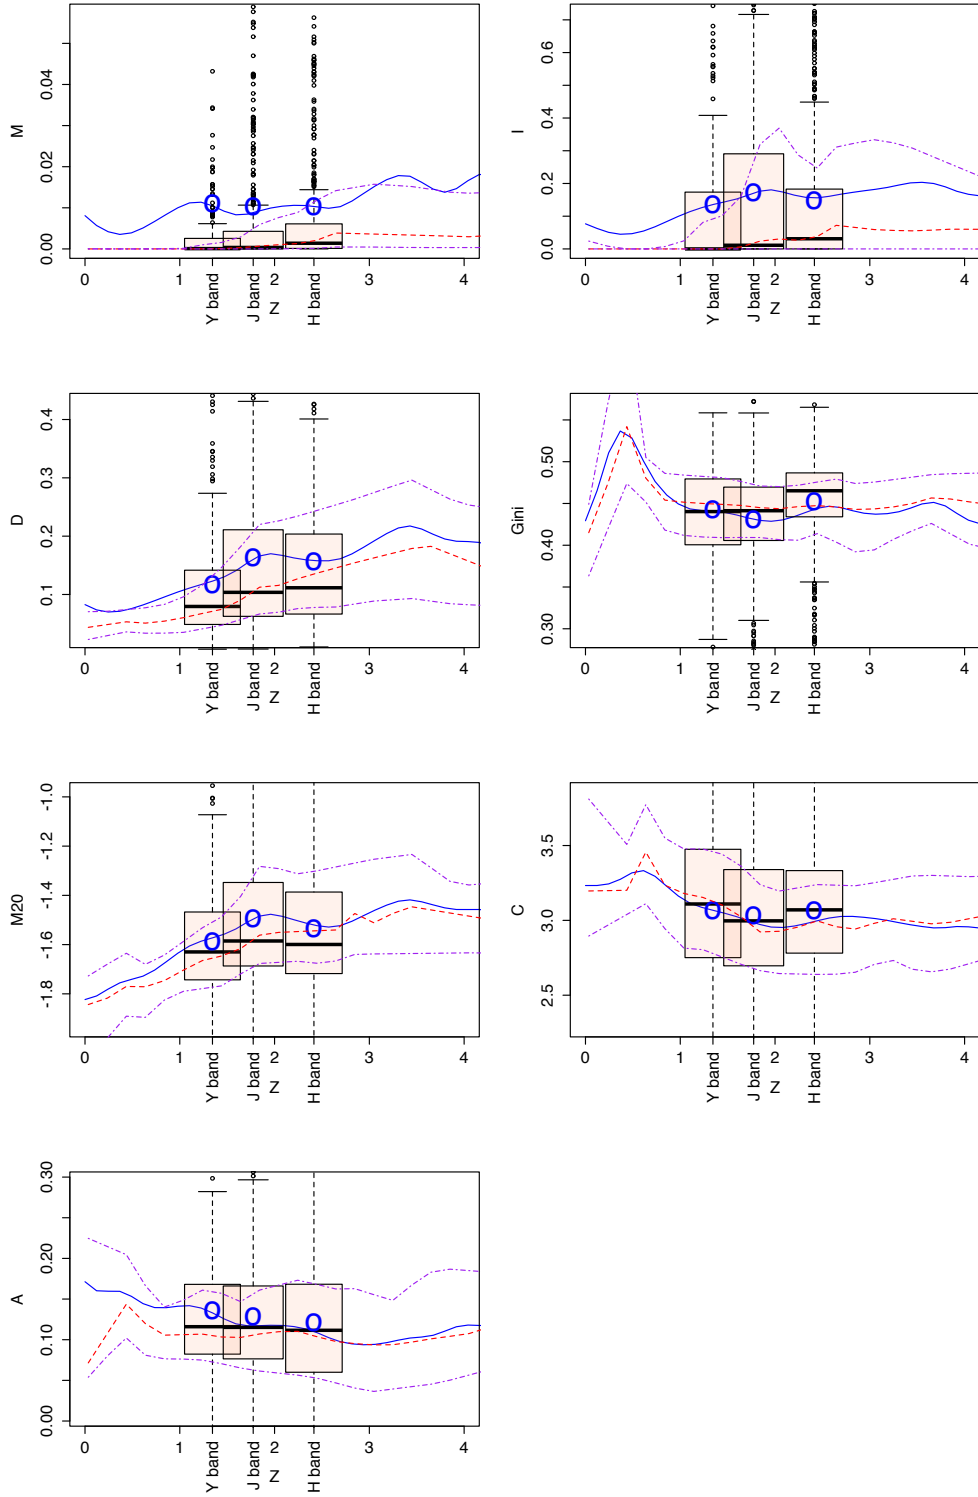 M
0.00 0.02 0.04
0 1 2 3 4
Y band J band H band
Z
I
0.0 0.2 0.4 0.6
0 1 2 3 4
Y band J band H band
Z
D
0.1 0.2 0.3 0.4
0 1 2 3 4
Y band J band H band
Z
Gini
0.30 0.40 0.50
0 1 2 3 4
Y band J band H band
Z
M20
-1.8 -1.6 -1.4 -1.2 -1.0
0 1 2 3 4
Y band J band H band
Z
C
2.5 3.0 3.5
0 1 2 3 4
Y band J band H band
Z
A
0.00 0.10 0.20 0.30
0 1 2 3 4
Y band J band H band
Z